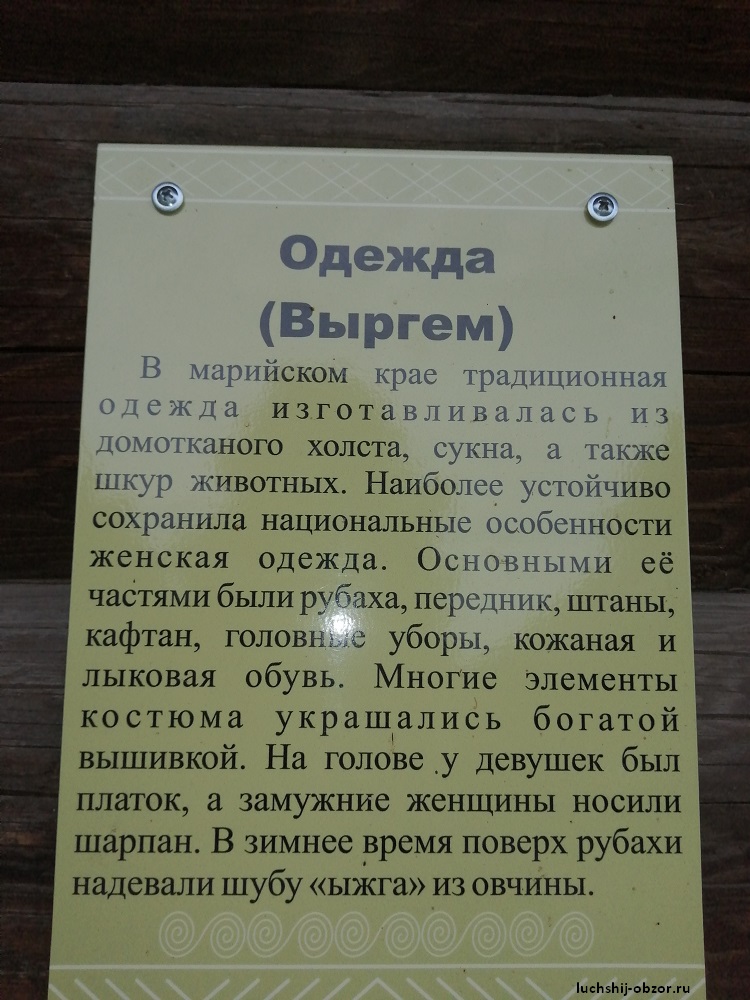 Одежда
(Выргем)
В марийском крае традиционная
одежда изготавливалась из
домотканого холста, сукна, а также
шкур животных. Наиболее устойчиво
сохранила национальные особенности
женская одежда. Основными её
частями были рубаха, передник, штаны,
кафтан, головные уборы, кожаная и
лыковая обувь. Многие элементы
костюма украшались богатой
вышивкой. На голове у девушек был
платок, а замужние женщины носили
шарпан. В зимнее время поверх рубахи
надевали шубу «ыжга» из овчины.
luchshij-obzor.ru